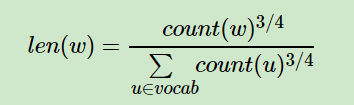 len(w) = count(w)^{3/4} / ∑_{u∈vocab} count(u)^{3/4}